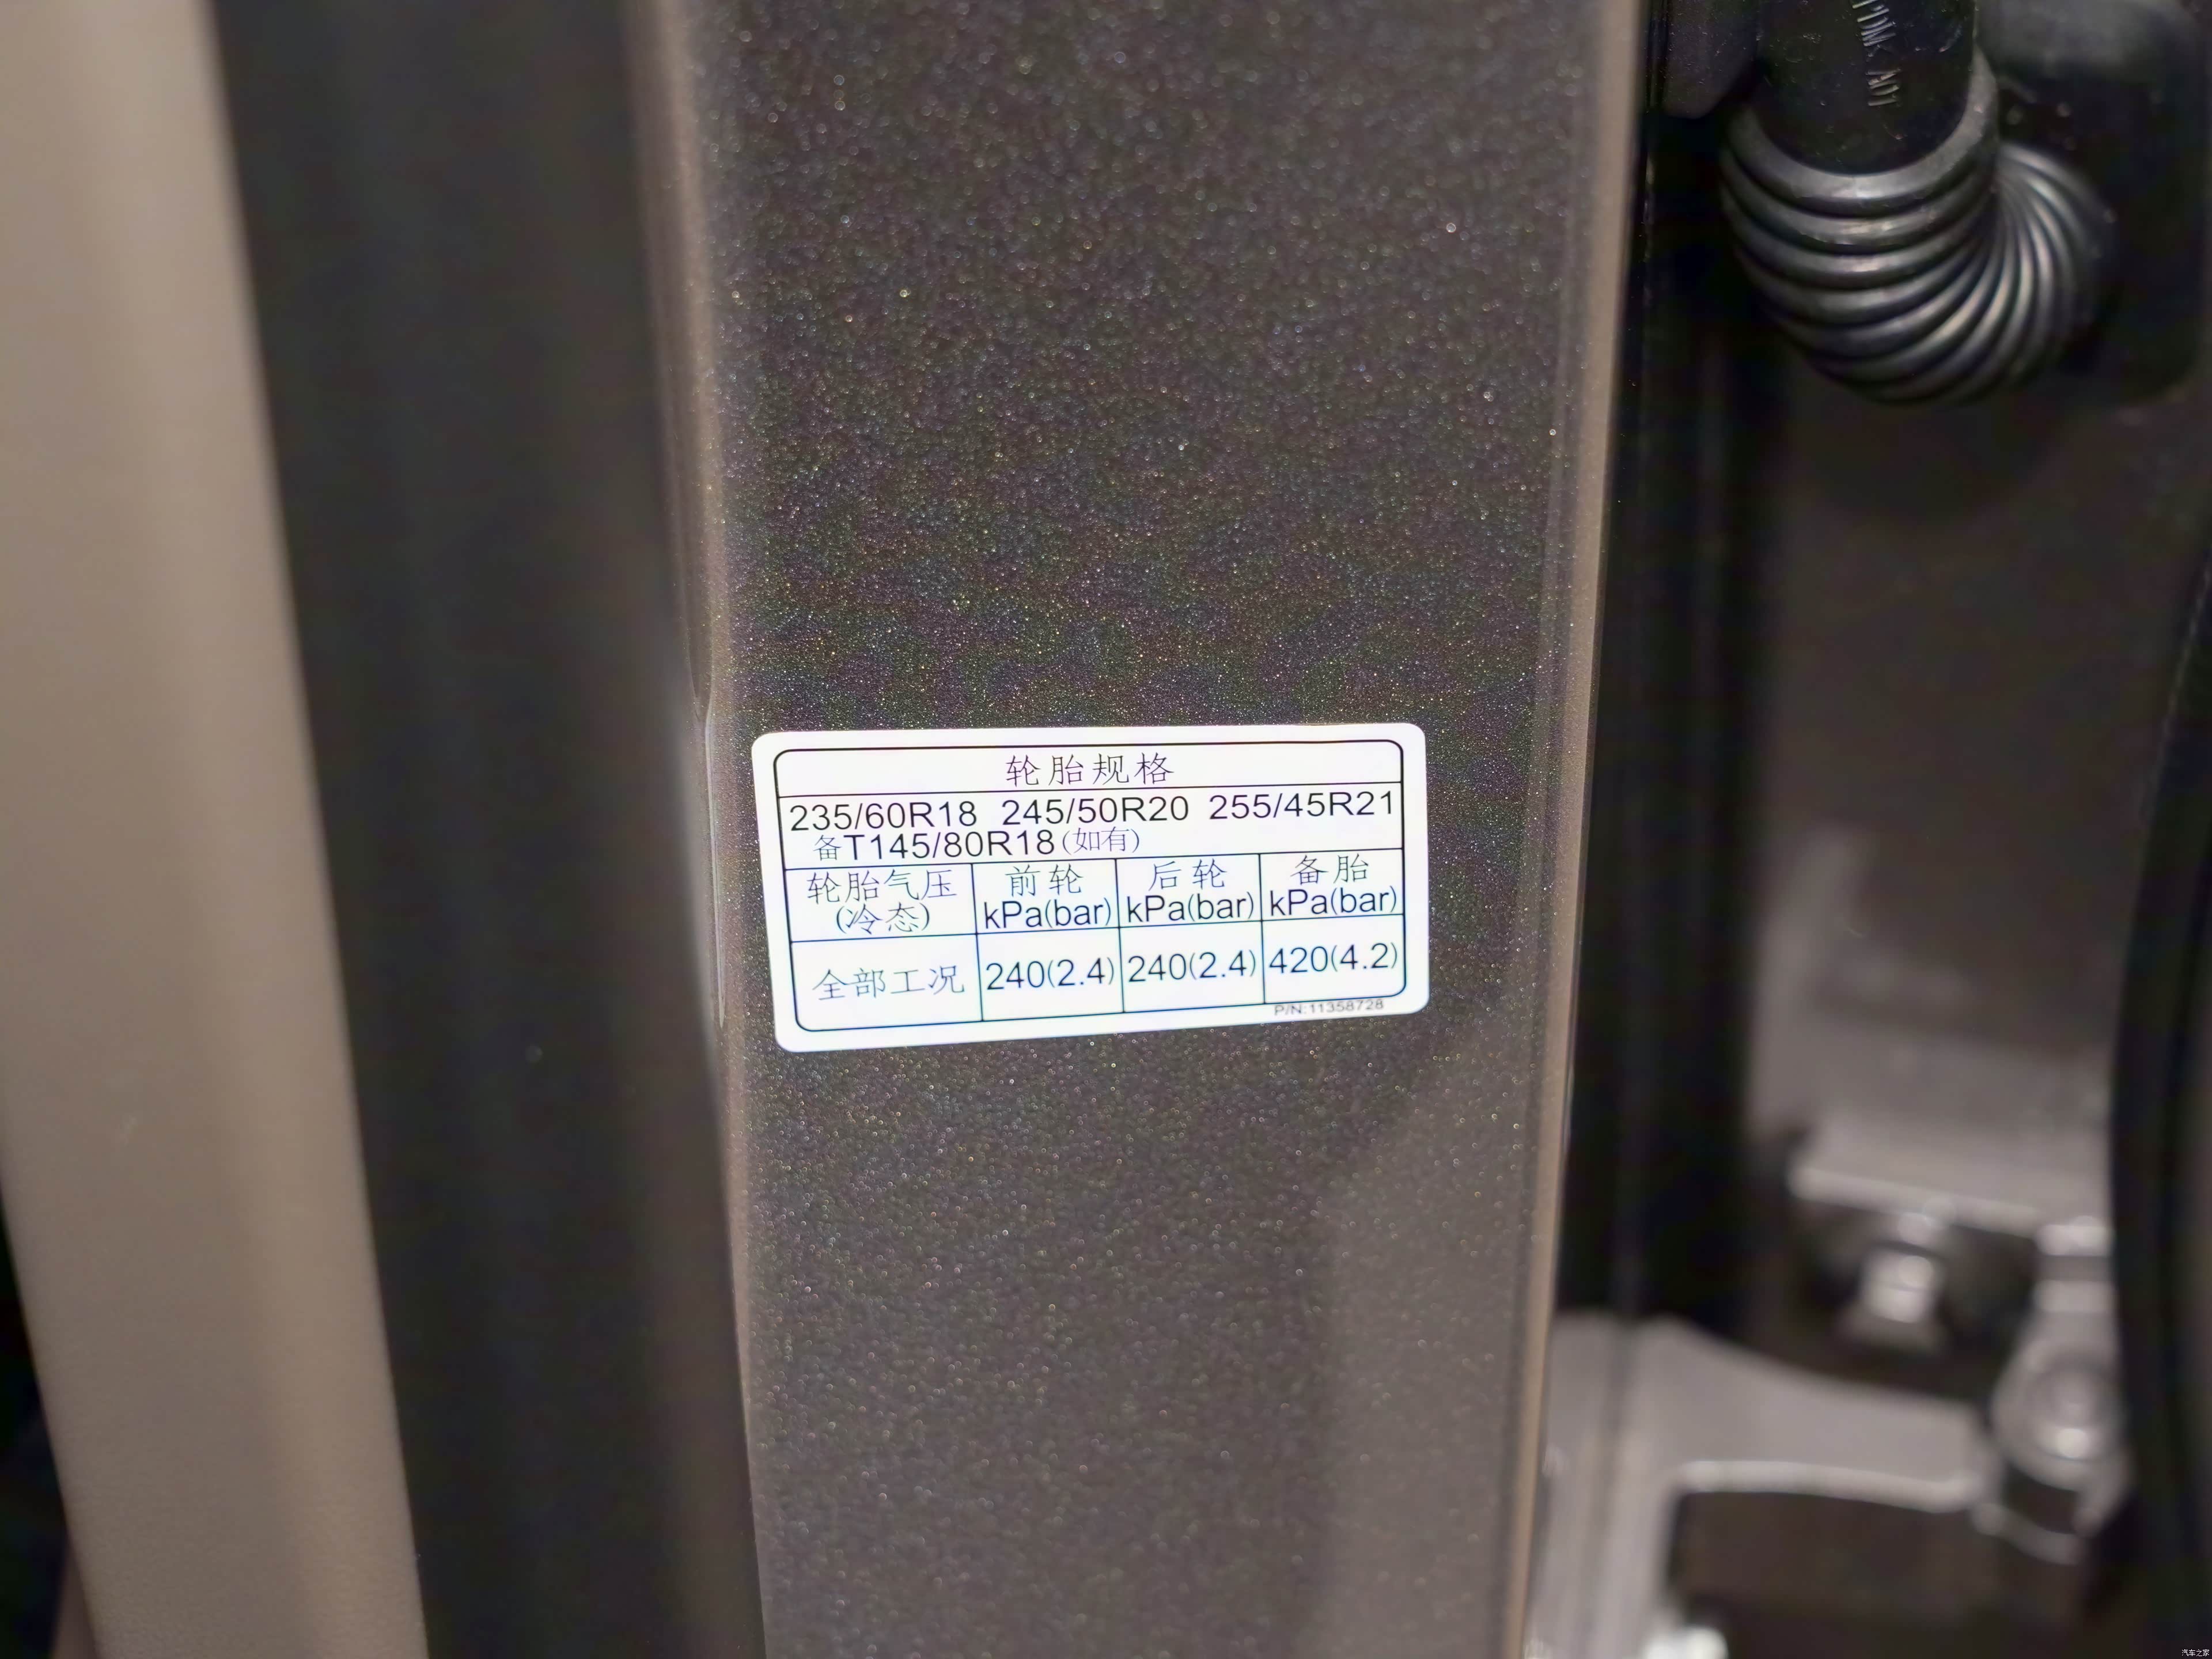 轮胎规格
235/60R18 245/50R20 255/45R21
备T145/80R18(如有)
轮胎气压 (冷态) 前轮 kPa(bar) 后轮 kPa(bar) 备胎 kPa(bar)
全部工况 240(2.4) 240(2.4) 420(4.2)
P/N:11358728
汽车之家